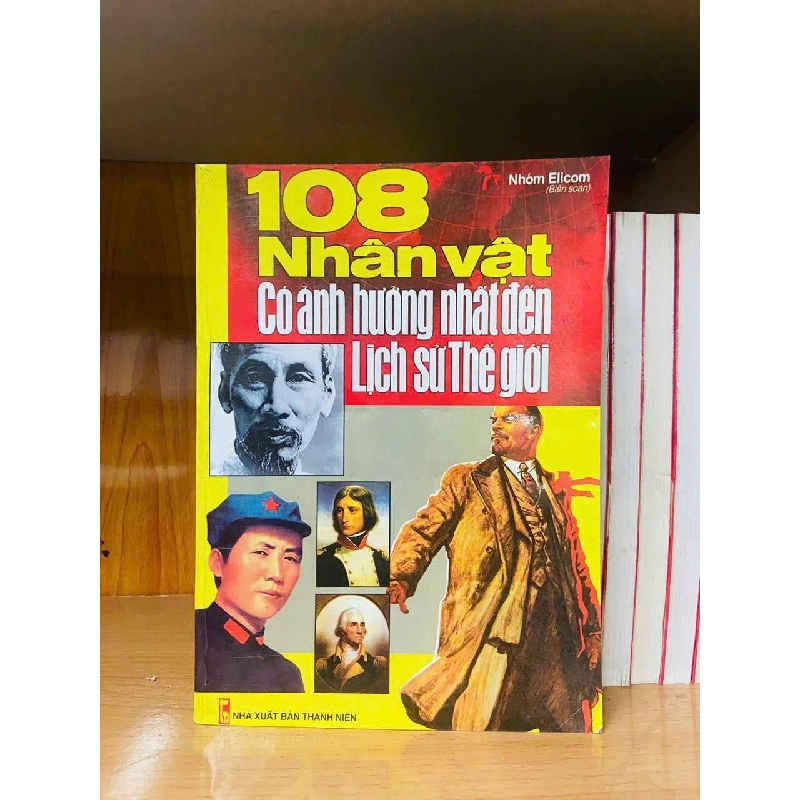 Nhóm Elicom
(Biên soạn)
108
Nhân vật
Có ảnh hưởng nhất đến
Lịch sử Thế giới
NHÀ XUẤT BẢN THANH NIÊN